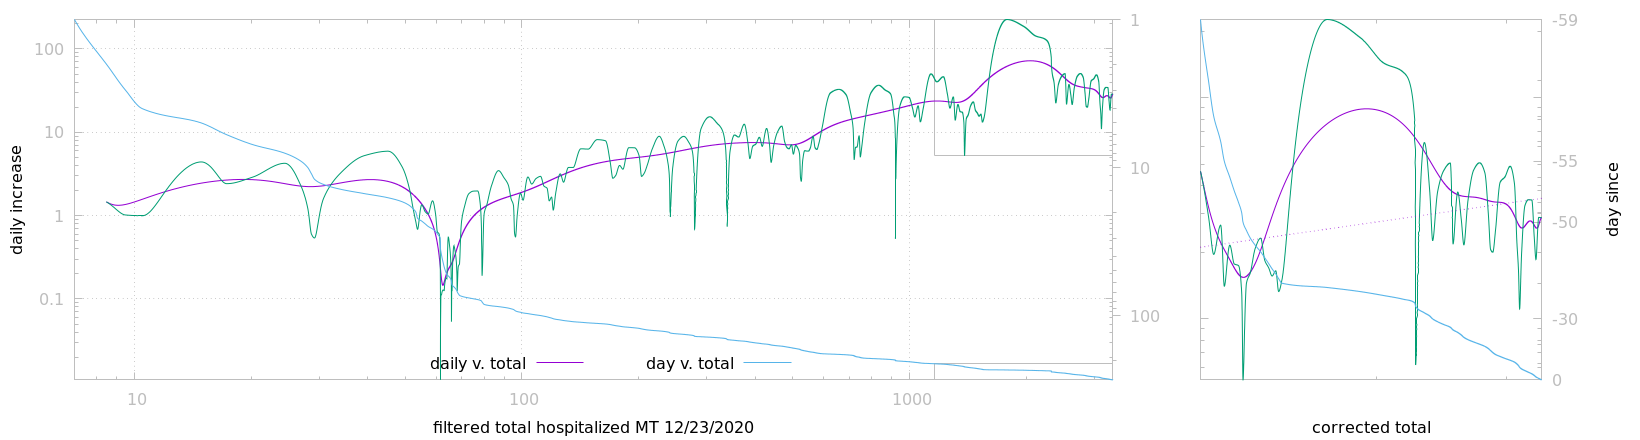 100
10
1
0.1
daily increase
10
100
1000
filtered total hospitalized MT 12/23/2020
daily v. total
day v. total
1
10
100
-59
-55
-50
-30
0
day since
corrected total